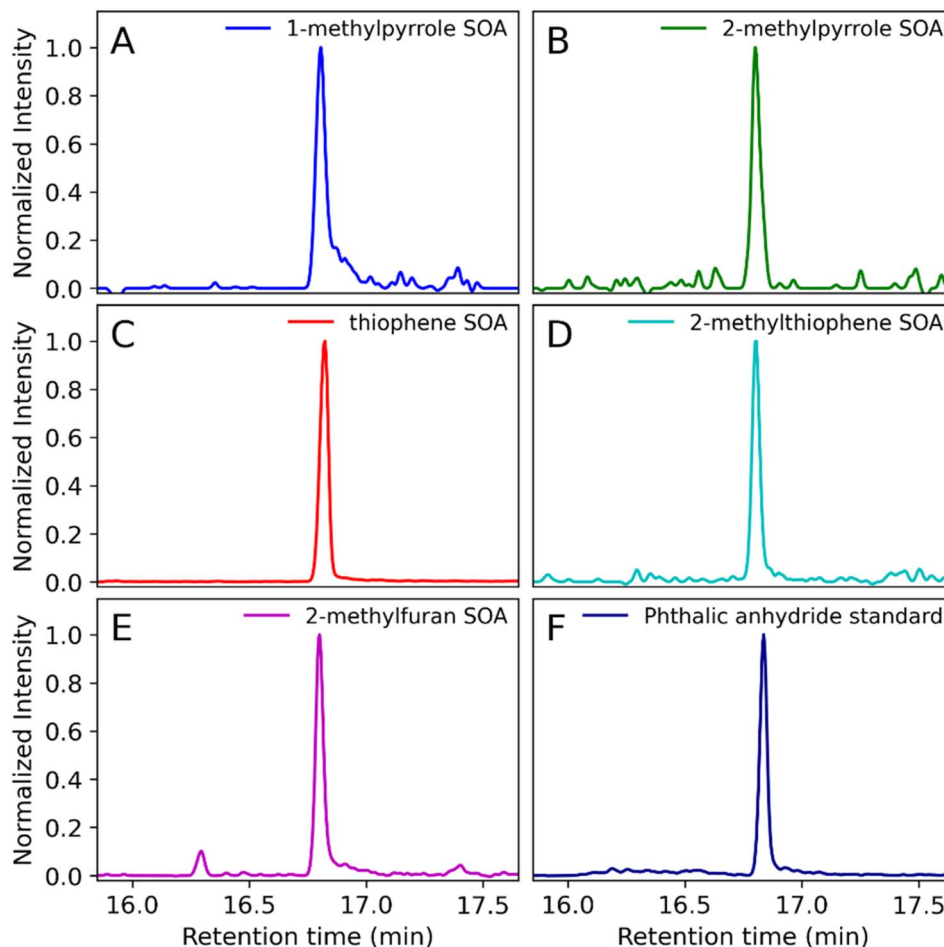 A
1-methylpyrrole SOA
B
2-methylpyrrole SOA
Normalized Intensity
1.0
0.8
0.6
0.4
0.2
0.0
C
thiophene SOA
D
2-methylthiophene SOA
Normalized Intensity
1.0
0.8
0.6
0.4
0.2
0.0
E
2-methylfuran SOA
F
Phthalic anhydride standard
Normalized Intensity
1.0
0.8
0.6
0.4
0.2
0.0
16.0 16.5 17.0 17.5
16.0 16.5 17.0 17.5
Retention time (min)
Retention time (min)